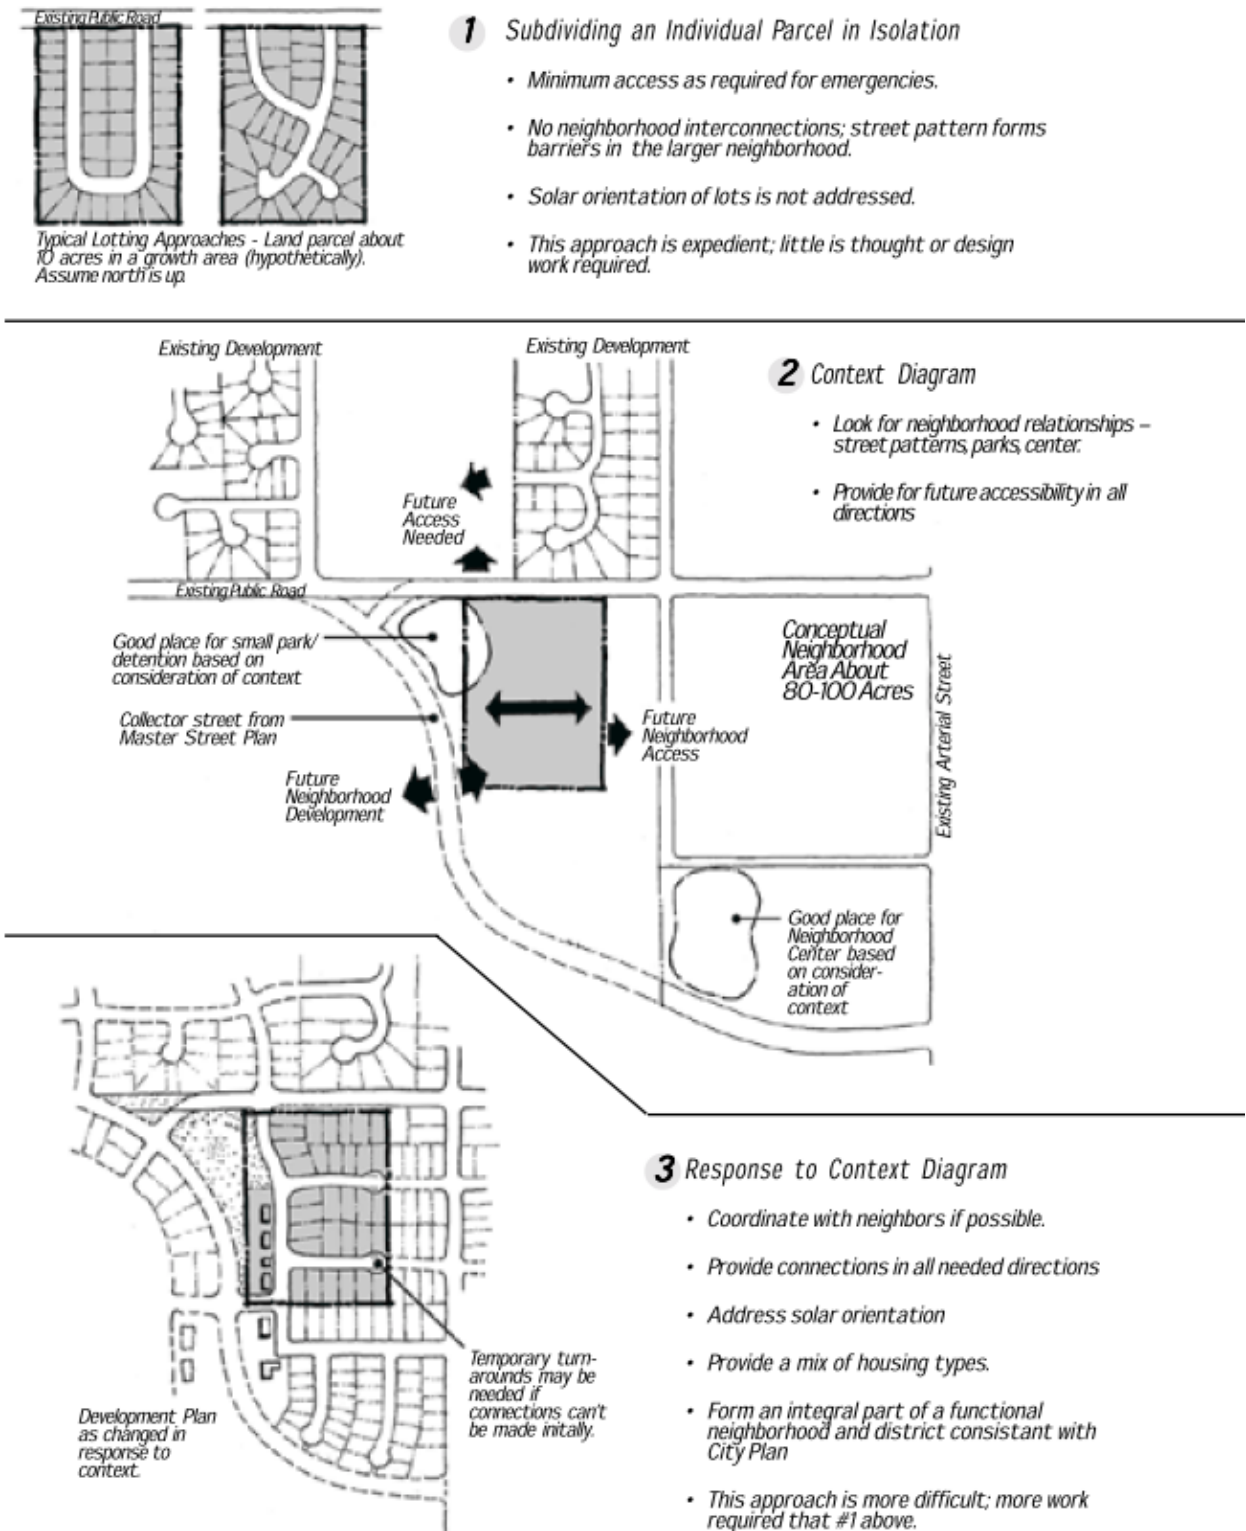 Existing Public Road
Typical Lotting Approaches - Land parcel about
10 acres in a growth area (hypothetically).
Assume north is up.
1 Subdividing an Individual Parcel in Isolation
• Minimum access as required for emergencies.
• No neighborhood interconnections; street pattern forms
barriers in the larger neighborhood.
• Solar orientation of lots is not addressed.
• This approach is expedient; little is thought or design
work required.
Existing Development
Existing Development
2 Context Diagram
• Look for neighborhood relationships –
street patterns, parks, center.
• Provide for future accessibility in all
directions
Future
Access
Needed
Existing Public Road
Good place for small park/
detention based on
consideration of context
Collector street from
Master Street Plan
Future
Neighborhood
Development
Future
Neighborhood
Access
Conceptual
Neighborhood
Area About
80-100 Acres
Existing Arterial Street
Good place for
Neighborhood
Center based
on consider-
ation of
context
3 Response to Context Diagram
• Coordinate with neighbors if possible.
• Provide connections in all needed directions
• Address solar orientation
• Provide a mix of housing types.
• Form an integral part of a functional
neighborhood and district consistant with
City Plan
• This approach is more difficult; more work
required that #1 above.
Temporary turn-
arounds may be
needed if
connections can't
be made initally.
Development Plan
as changed in
response to
context.